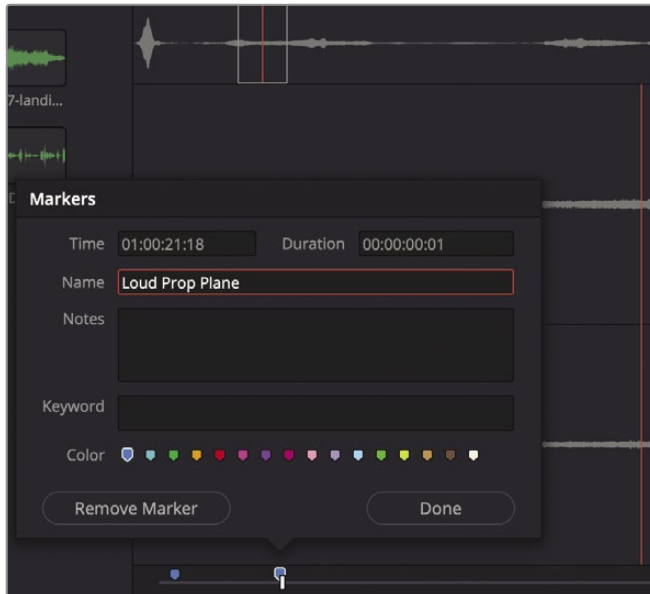 7-landi...
Markers
Time 01:00:21:18 Duration 00:00:00:01
Name Loud Prop Plane
Notes
Keyword
Color
Remove Marker Done